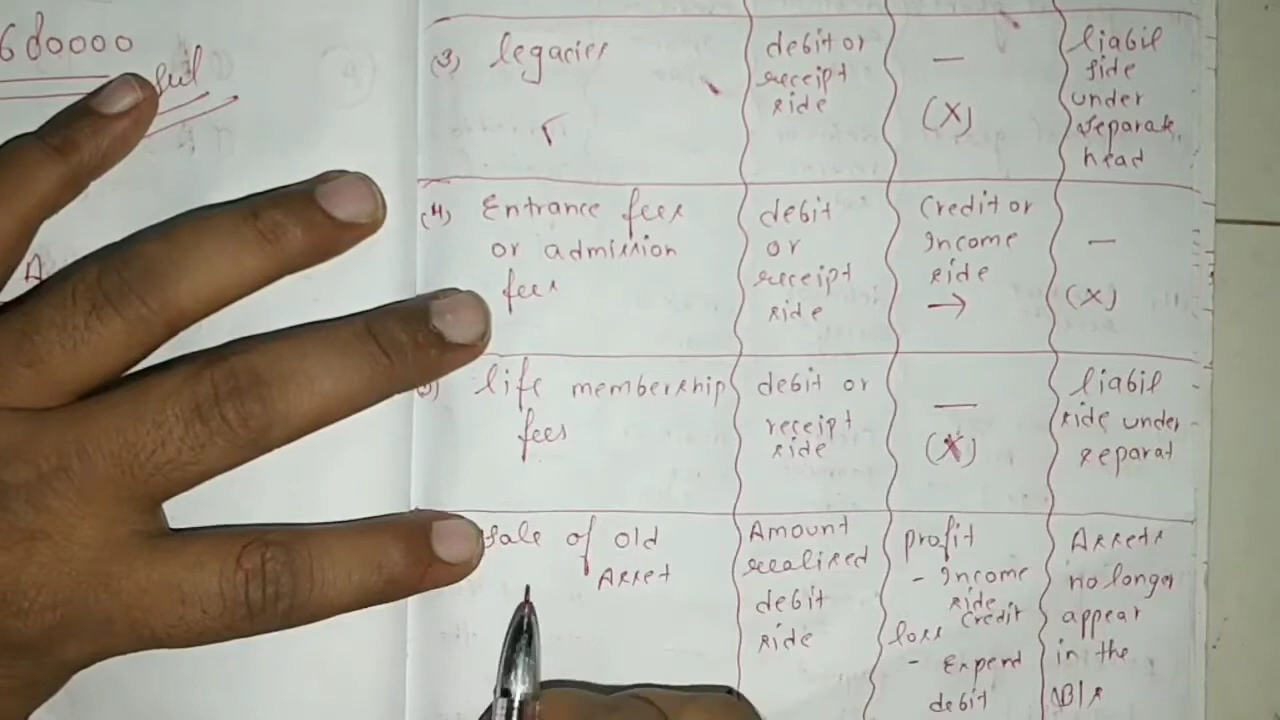 680000
A
(3) legacies
debit or
receipt
side
—
(X)
liabil
side
under
separate
head
(4) Entrance fees
or admission
fees
debit
or
receipt
side
Credit or
Income
side
→
—
(X)
life membership
fees
debit or
receipt
side
—
(X)
liabil
side under
separat
Sale of old
Asset
Amount
realised
debit
side
profit
- Income
side
credit
loss
- Expend
debit
Assets
no longer
appear
in the
B/s